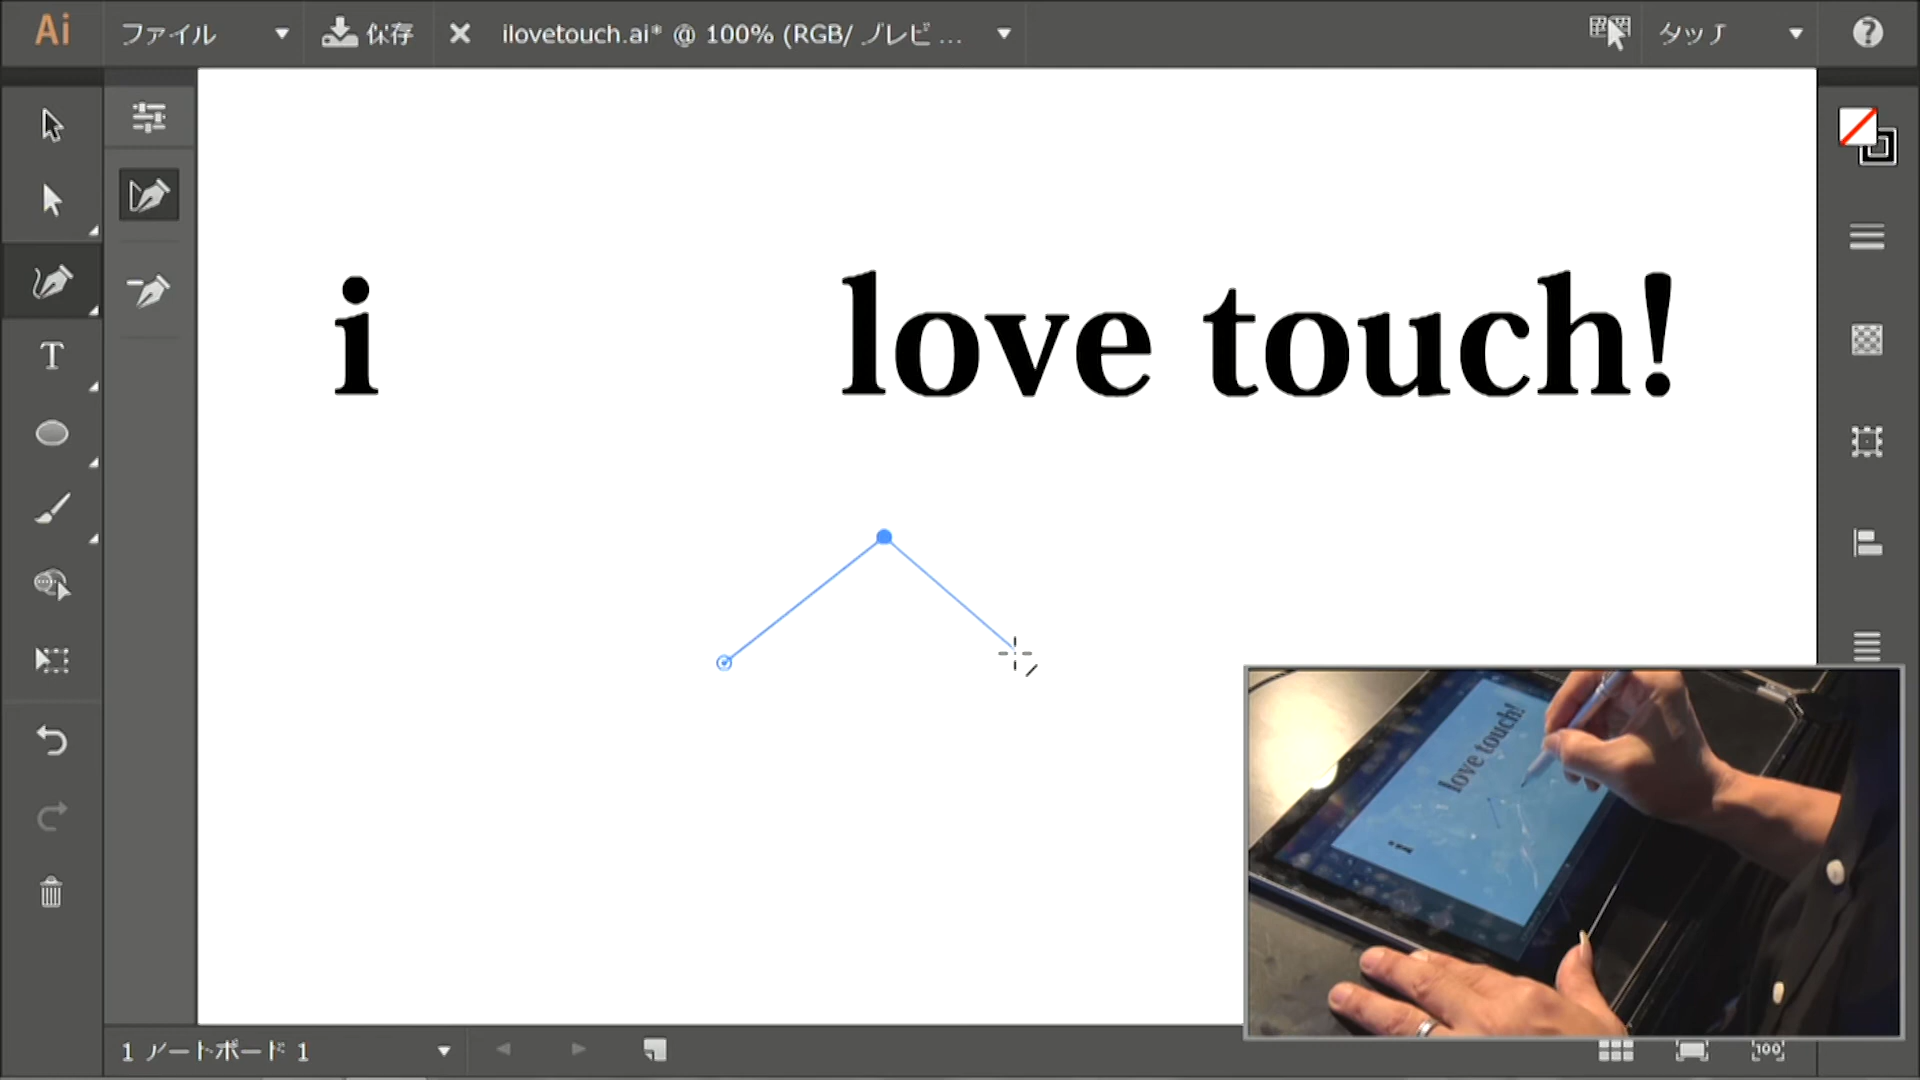 Ai ファイル 保存 ilovetouch.ai* @ 100% (RGB/ プレビ ... タッチ ?
T
i love touch!
i love touch!
1 アートボード 1 100